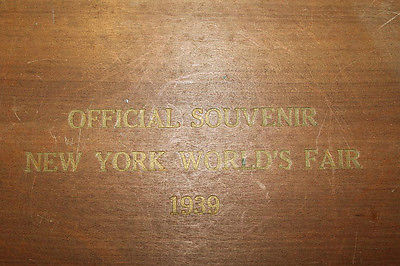 OFFICIAL SOUVENIR
NEW YORK WORLD'S FAIR
1939